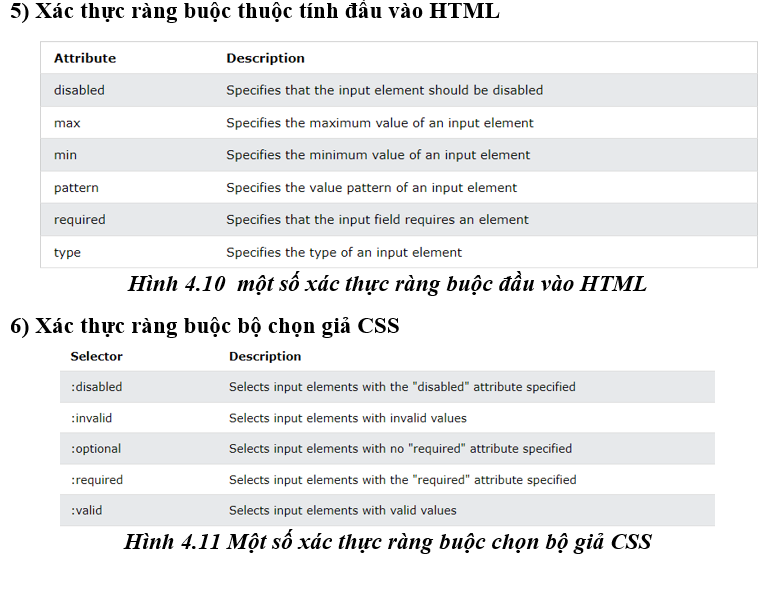 5) Xác thực ràng buộc thuộc tính đầu vào HTML
Attribute Description
disabled Specifies that the input element should be disabled
max Specifies the maximum value of an input element
min Specifies the minimum value of an input element
pattern Specifies the value pattern of an input element
required Specifies that the input field requires an element
type Specifies the type of an input element
Hình 4.10 một số xác thực ràng buộc đầu vào HTML
6) Xác thực ràng buộc bộ chọn giả CSS
Selector Description
:disabled Selects input elements with the "disabled" attribute specified
:invalid Selects input elements with invalid values
:optional Selects input elements with no "required" attribute specified
:required Selects input elements with the "required" attribute specified
:valid Selects input elements with valid values
Hình 4.11 Một số xác thực ràng buộc chọn bộ giả CSS